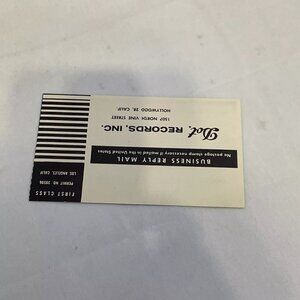 FIRST CLASS
PERMIT NO. 39596
LOS ANGELES, CALIF.
BUSINESS REPLY MAIL
No postage stamp necessary if mailed in the United States
Dot RECORDS, INC.
1507 NORTH VINE STREET
HOLLYWOOD 28, CALIF.